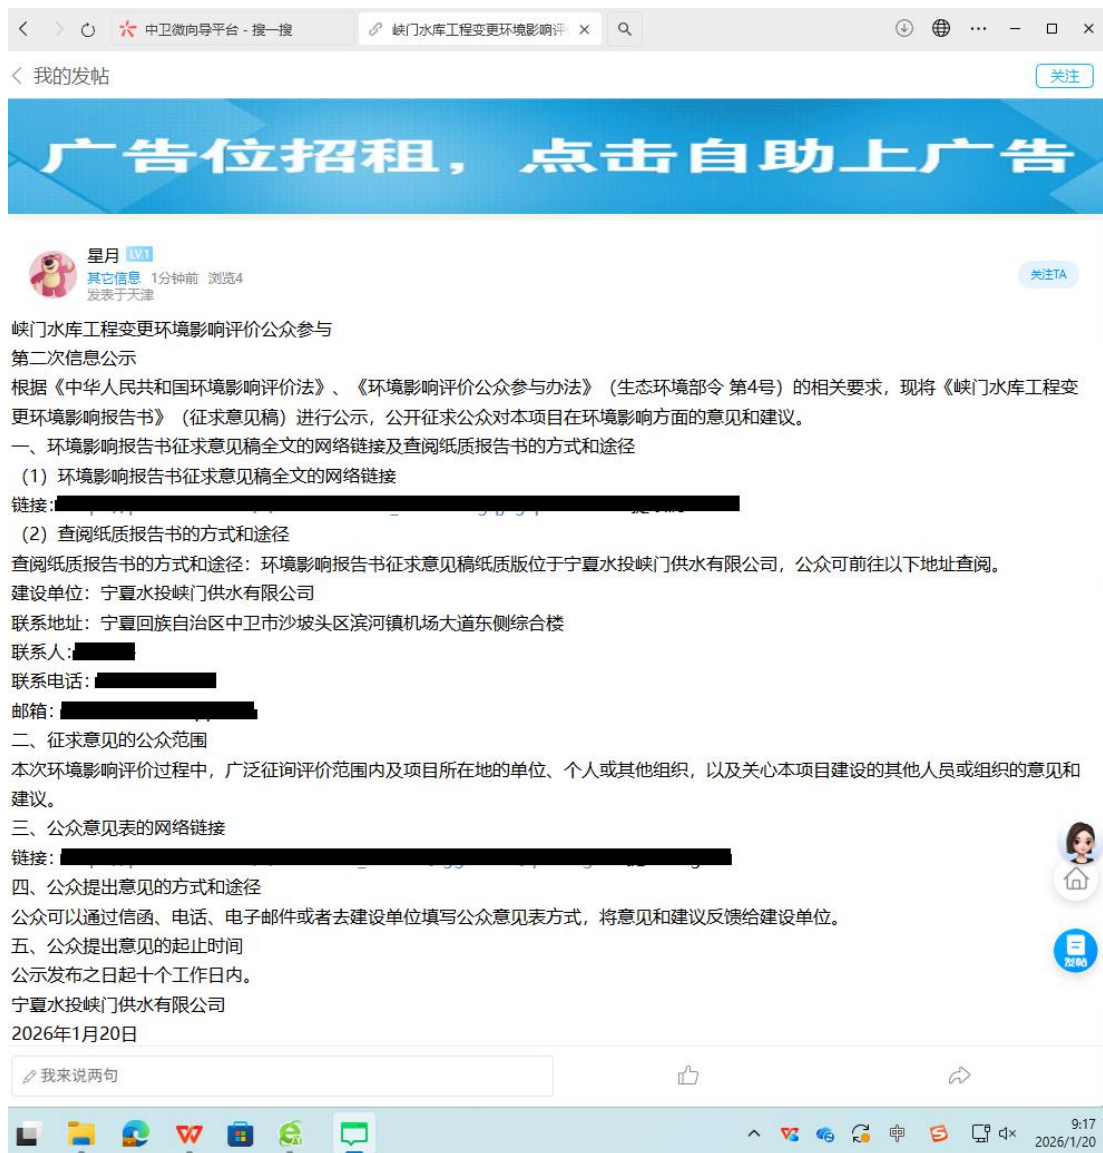 中卫微向导平台 - 搜一搜
峡门水库工程变更环境影响评
我的发帖
关注
广告位招租，点击自助上广告
星月 LV.1
其它信息 1分钟前 浏览4
关注TA
发表于天津
峡门水库工程变更环境影响评价公众参与
第二次信息公示
根据《中华人民共和国环境影响评价法》、《环境影响评价公众参与办法》（生态环境部令 第4号）的相关要求，现将《峡门水库工程变
更环境影响报告书》（征求意见稿）进行公示，公开征求公众对本项目在环境影响方面的意见和建议。
一、环境影响报告书征求意见稿全文的网络链接及查阅纸质报告书的方式和途径
（1）环境影响报告书征求意见稿全文的网络链接
链接:
（2）查阅纸质报告书的方式和途径
查阅纸质报告书的方式和途径：环境影响报告书征求意见稿纸质版位于宁夏水投峡门供水有限公司，公众可前往以下地址查阅。
建设单位：宁夏水投峡门供水有限公司
联系地址：宁夏回族自治区中卫市沙坡头区滨河镇机场大道东侧综合楼
联系人:
联系电话：
邮箱：
二、征求意见的公众范围
本次环境影响评价过程中，广泛征询评价范围内及项目所在地的单位、个人或其他组织，以及关心本项目建设的其他人员或组织的意见和
建议。
三、公众意见表的网络链接
链接：
四、公众提出意见的方式和途径
公众可以通过信函、电话、电子邮件或者去建设单位填写公众意见表方式，将意见和建议反馈给建设单位。
五、公众提出意见的起止时间
公示发布之日起十个工作日内。
发帖
宁夏水投峡门供水有限公司
2026年1月20日
我来说两句
中
9:17
2026/1/20